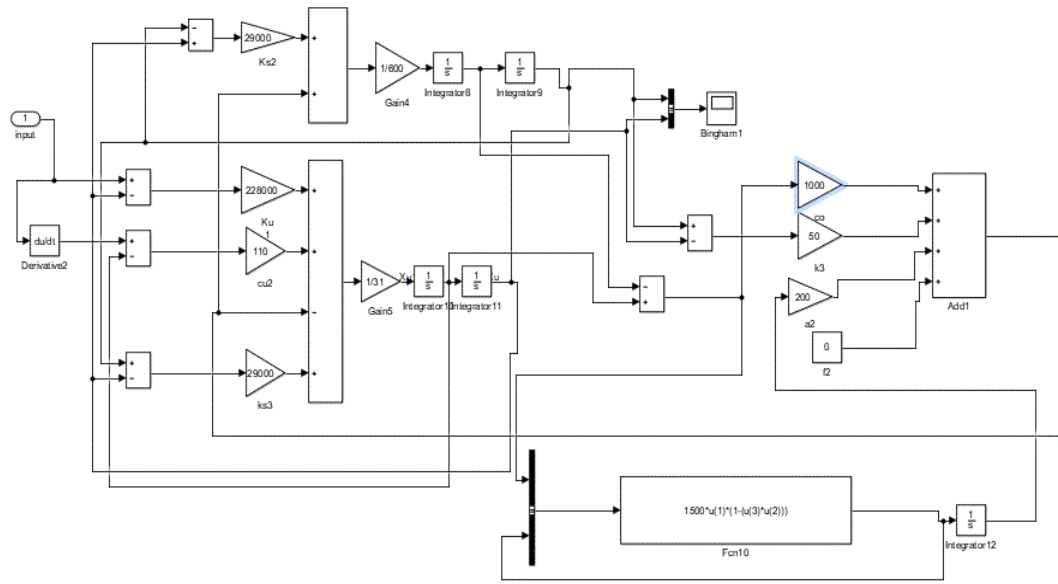 29000
Ks2
1/600
Gain4
1
s
Integrator8
1
s
Integrator9
1
input
Bingham1
228000
Ku
1
1000
co
50
k3
du/dt
Derivative2
110
cu2
1/31
Gain5
1
s
1
s
Integrator11
200
a2
Add1
0
f2
29000
ks3
1500*u(1)*(1-(u(3)*u(2)))
Fcn10
1
s
Integrator12